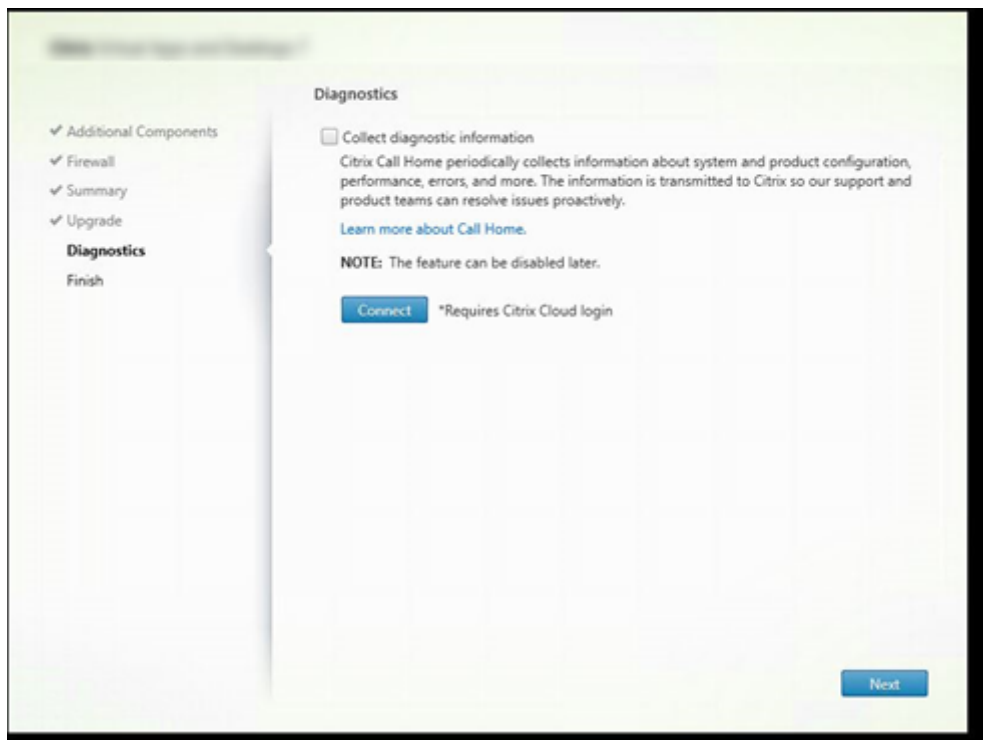 Diagnostics
✔ Additional Components
✔ Firewall
✔ Summary
✔ Upgrade
Diagnostics
Finish
Collect diagnostic information
Citrix Call Home periodically collects information about system and product configuration,
performance, errors, and more. The information is transmitted to Citrix so our support and
product teams can resolve issues proactively.
Learn more about Call Home.
NOTE: The feature can be disabled later.
Connect *Requires Citrix Cloud login
Next